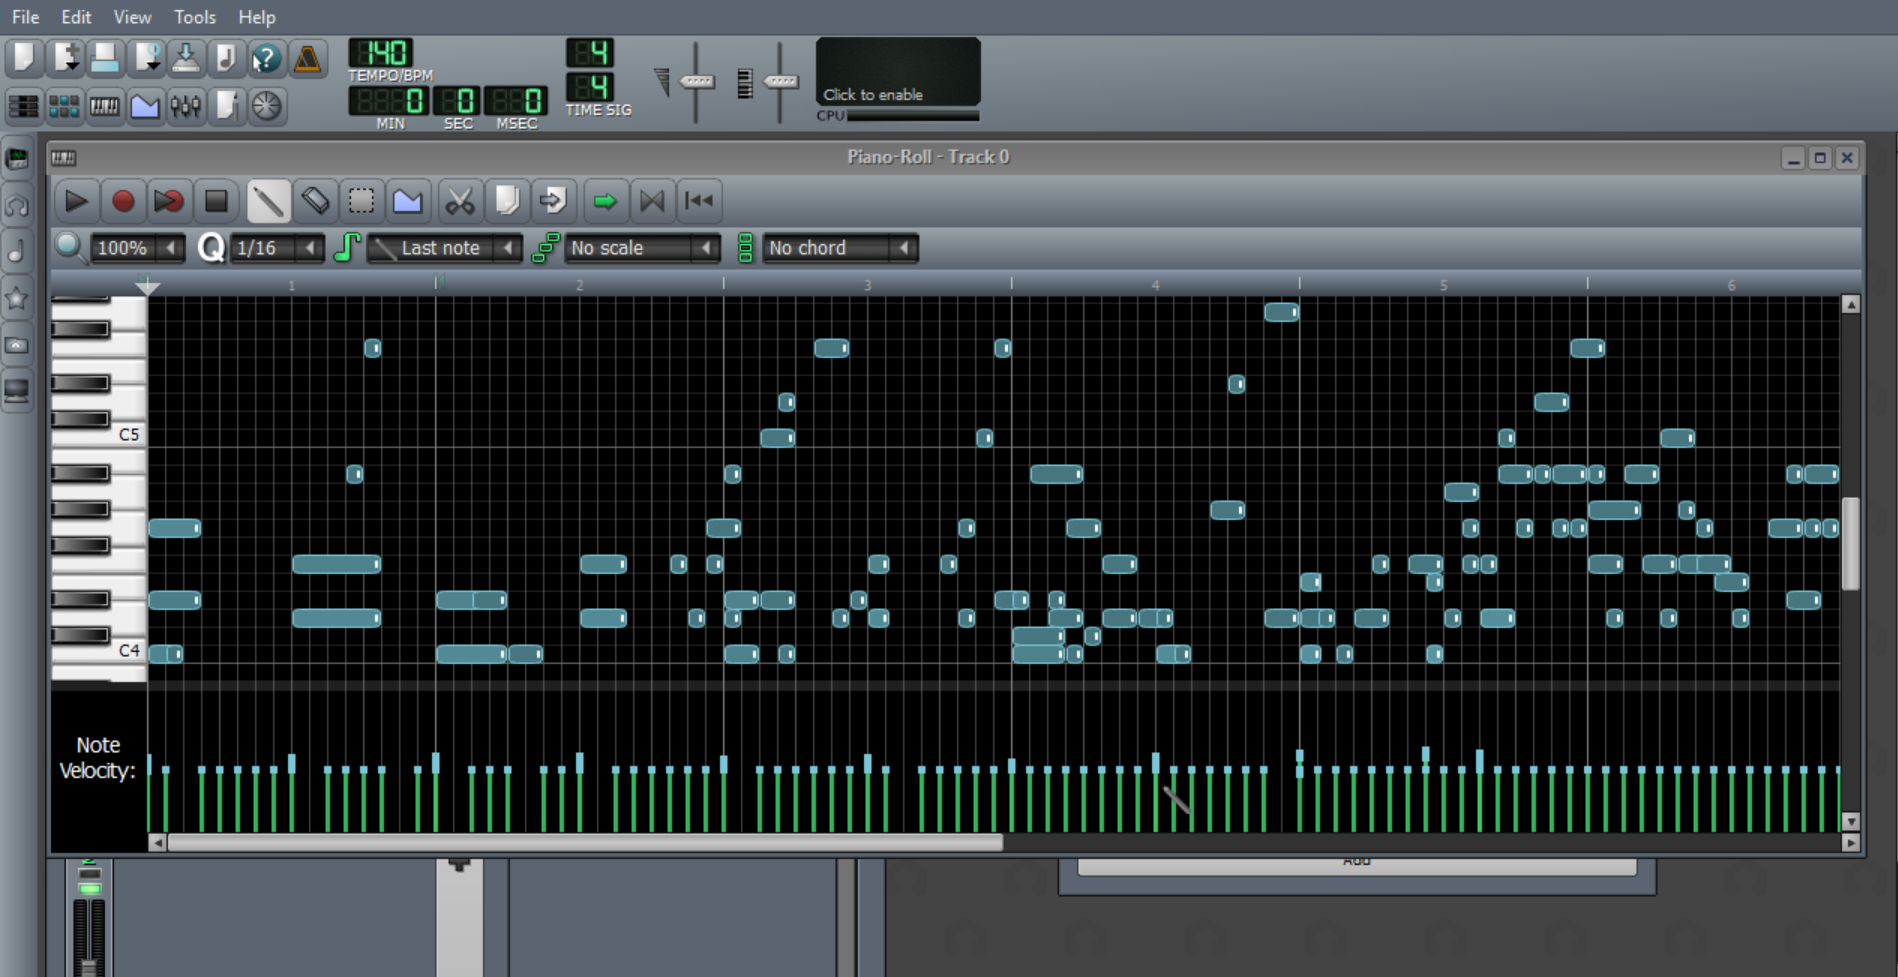 File Edit View Tools Help
140
TEMPO/BPM
0 0 0
MIN SEC MSEC
4
4
TIME SIG
Click to enable
CPU
Piano-Roll - Track 0
100% Q 1/16 Last note No scale No chord
1 2 3 4 5 6
C5
C4
Note
Velocity:
2
Add